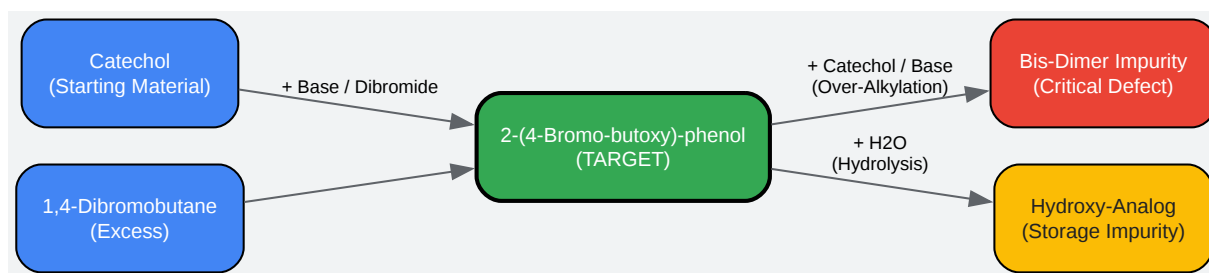 Catechol
(Starting Material)
+ Base / Dibromide
1,4-Dibromobutane
(Excess)
2-(4-Bromo-butoxy)-phenol
(TARGET)
+ Catechol / Base
(Over-Alkylation)
+ H2O
(Hydrolysis)
Bis-Dimer Impurity
(Critical Defect)
Hydroxy-Analog
(Storage Impurity)